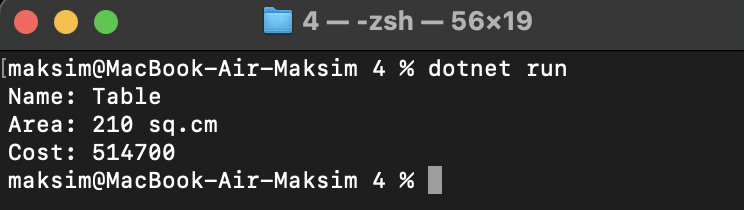 4 — -zsh — 56×19
[maksim@MacBook-Air-Maksim 4 % dotnet run
Name: Table
Area: 210 sq.cm
Cost: 514700
maksim@MacBook-Air-Maksim 4 %